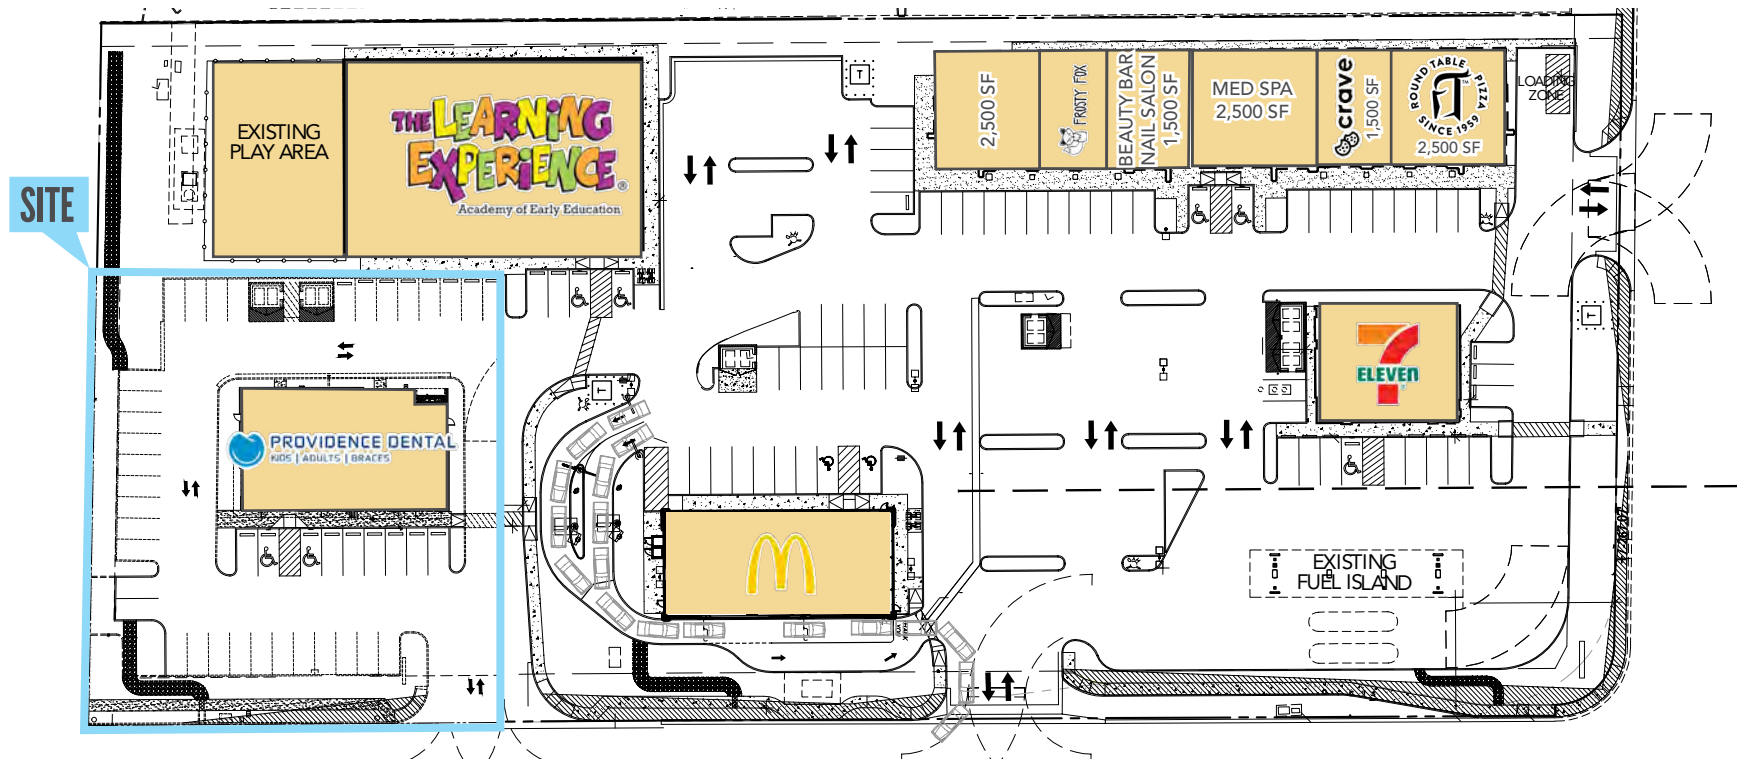 SITE
EXISTING
PLAY AREA
THE LEARNING
EXPERIENCE®
Academy of Early Education
2,500 SF
FROSTY FOX
BEAUTY BAR
NAIL SALON
1,500 SF
MED SPA
2,500 SF
crave
1,500 SF
ROUND TABLE PIZZA
SINCE 1959
2,500 SF
LOADING
ZONE
T
T
T
7
ELEVEN
PROVIDENCE DENTAL
KIDS | ADULTS | BRACES
M
EXISTING
FUEL ISLAND